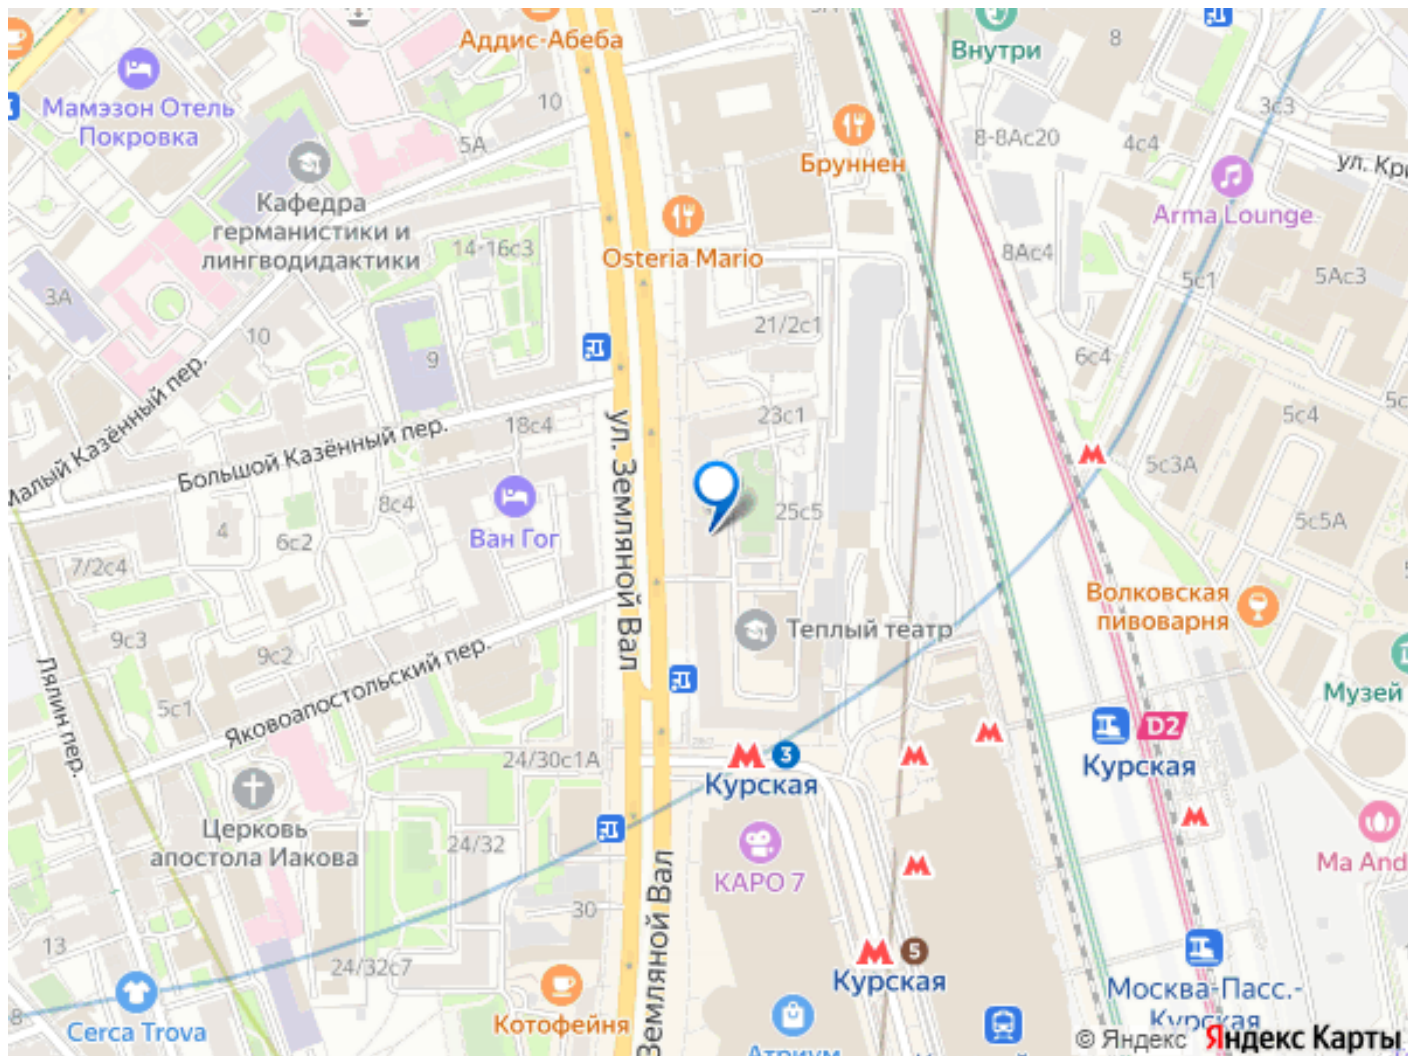 Аддис-Абеба
Внутри
8
Мамэзон Отель
Покровка
10
5А
3с3
Бруннен
8-8Ас20
4с4
ул. Кри
Arma Lounge
Кафедра
германистики и
лингводидактики
14-16с3
Osteria Mario
8Ас4
5с1
5Ас3
3А
10
21/2с1
9
6с4
Малый Казённый пер.
23с1
5с4
5с
18с4
Большой Казённый пер.
ул. Земляной Вал
5с3А
8с4
4
6с2
Ван Гог
25с5
5с5А
7/2с4
Волковская
пивоварня
9с3
9с2
Теплый театр
Лялин пер.
5с1
Яковоапостольский пер.
Музей
D2
Курская
24/30с1А
3
Курская
Церковь
апостола Иакова
24/32
КАРО 7
Ma And
Земляной Вал
30
13
24/32с7
5
Курская
Москва-Пасс.-
Курская
8
Cerca Trova
Котофейня
Атриум
© Яндекс Яндекс Карты